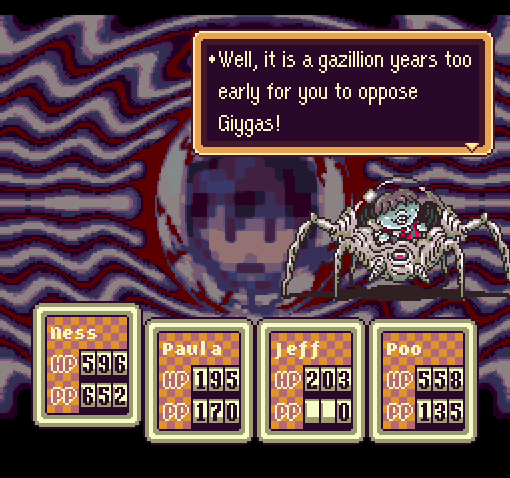 •Well, it is a gazillion years too
early for you to oppose
Giygas!
ness
HP 596
PP 652
Paula
HP 195
PP 170
Jeff
HP 203
PP 0
Poo
HP 558
PP 135